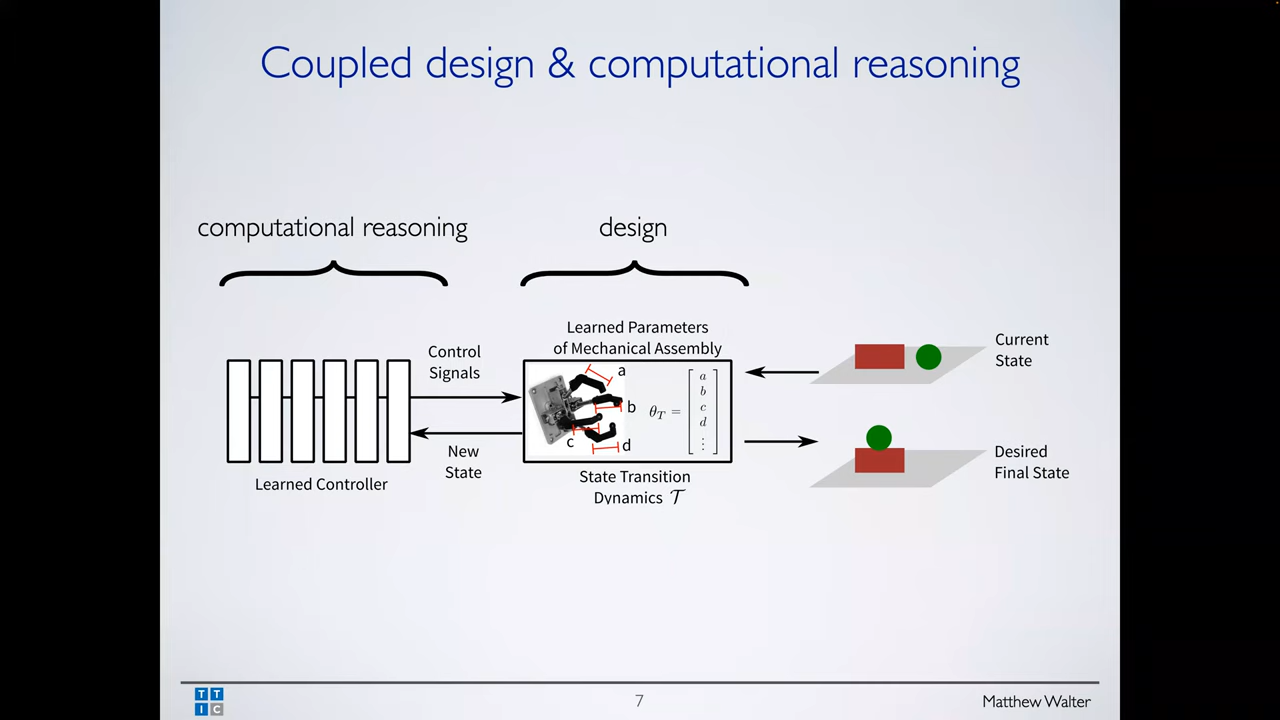 Coupled design & computational reasoning
computational reasoning
design
Learned Parameters
of Mechanical Assembly
Control
Signals
New
State
Learned Controller
a
b
c
d
θ_T = [ a b c d ⋮ ]
State Transition
Dynamics 𝒯
Current
State
Desired
Final State
T T
I C
7
Matthew Walter